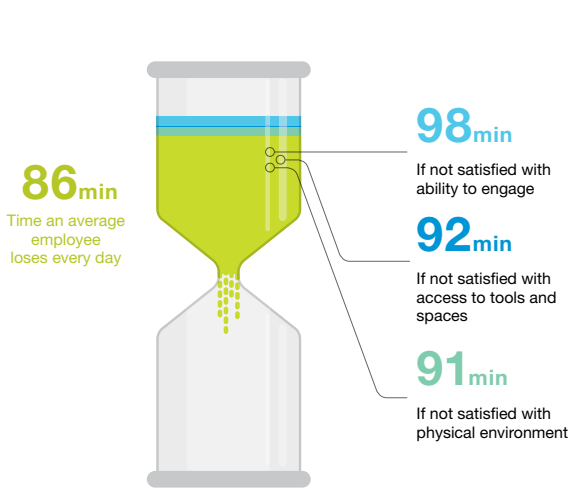 86min
Time an average
employee
loses every day
98min
If not satisfied with
ability to engage
92min
If not satisfied with
access to tools and
spaces
91min
If not satisfied with
physical environment